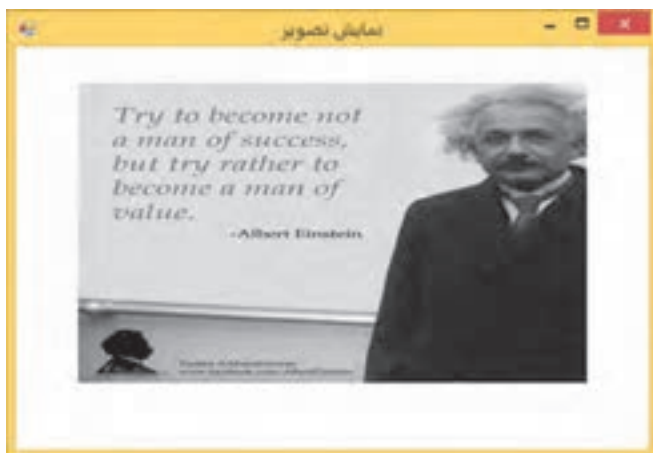 نمایش تصویر
Try to become not
a man of success,
but try rather to
become a man of
value.
-Albert Einstein